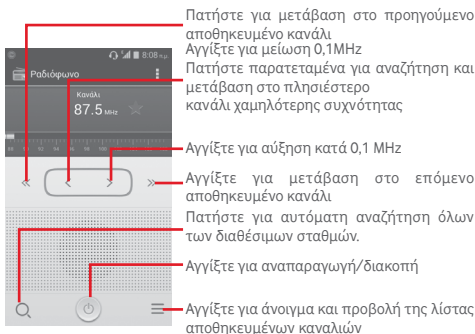 Πατήστε για μετάβαση στο προηγούμενο
αποθηκευμένο κανάλι
Αγγίξτε για μείωση 0,1MHz
Πατήστε παρατεταμένα για αναζήτηση και
μετάβαση στο πλησιέστερο
κανάλι χαμηλότερης συχνότητας
8:08 πμ
Ραδιόφωνο
Κανάλι
87.5 MHz
Αγγίξτε για αύξηση κατά 0,1 MHz
Αγγίξτε για μετάβαση στο επόμενο
αποθηκευμένο κανάλι
Πατήστε για αυτόματη αναζήτηση όλων
των διαθέσιμων σταθμών.
Αγγίξτε για αναπαραγωγή/διακοπή
Αγγίξτε για άνοιγμα και προβολή της λίστας
αποθηκευμένων καναλιών